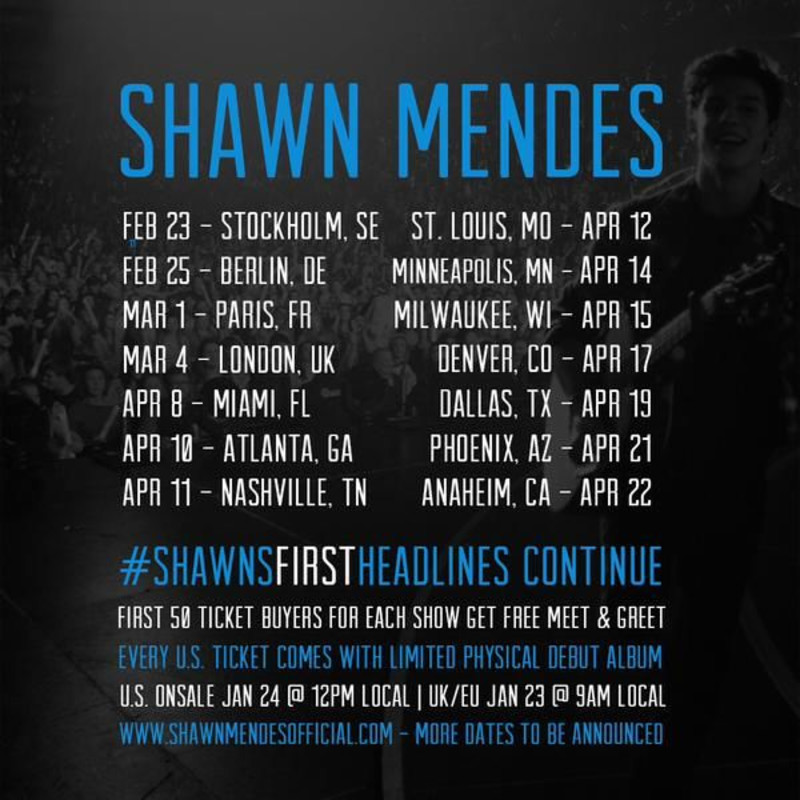 SHAWN MENDES
FEB 23 - STOCKHOLM, SE
FEB 25 - BERLIN, DE
MAR 1 - PARIS, FR
MAR 4 - LONDON, UK
APR 8 - MIAMI, FL
APR 10 - ATLANTA, GA
APR 11 - NASHVILLE, TN
ST. LOUIS, MO - APR 12
MINNEAPOLIS, MN - APR 14
MILWAUKEE, WI - APR 15
DENVER, CO - APR 17
DALLAS, TX - APR 19
PHOENIX, AZ - APR 21
ANAHEIM, CA - APR 22
#SHAWNSFIRSTHEADLINES CONTINUE
FIRST 50 TICKET BUYERS FOR EACH SHOW GET FREE MEET & GREET
EVERY U.S. TICKET COMES WITH LIMITED PHYSICAL DEBUT ALBUM
U.S. ONSALE JAN 24 @ 12PM LOCAL | UK/EU JAN 23 @ 9AM LOCAL
WWW.SHAWNMENDESOFFICIAL.COM - MORE DATES TO BE ANNOUNCED